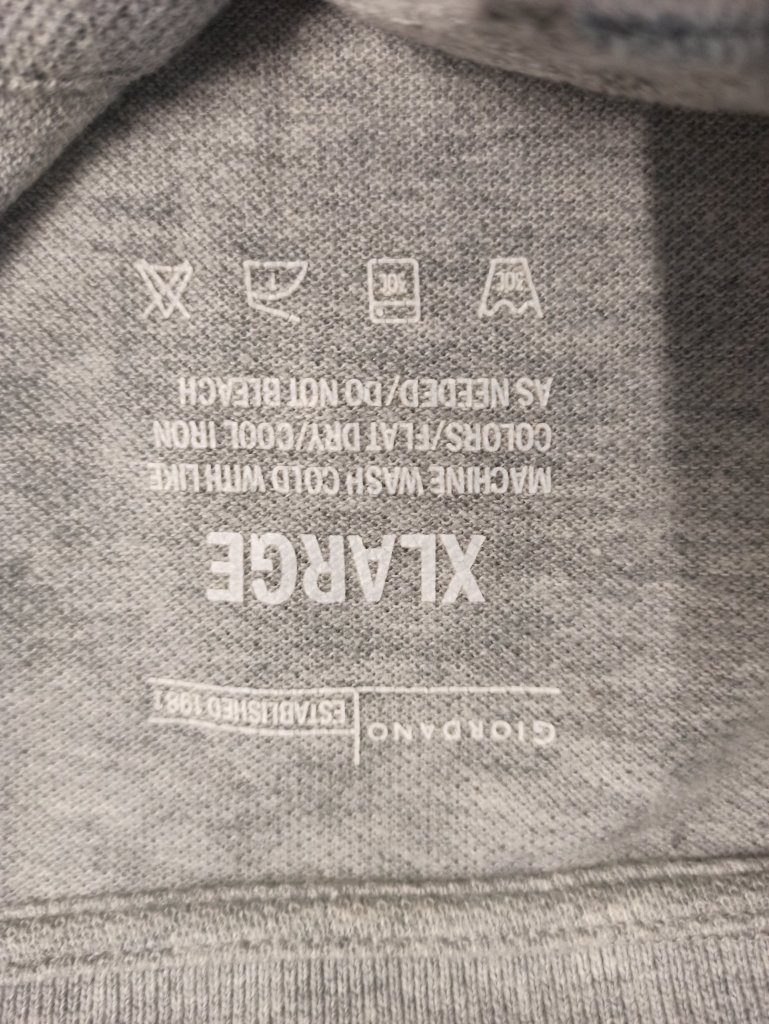 GIORDANO ESTABLISHED 1981
XLARGE
MACHINE WASH COLD WITH LIKE
COLORS/FLAT DRY/COOL IRON
AS NEEDED/DO NOT BLEACH
30C